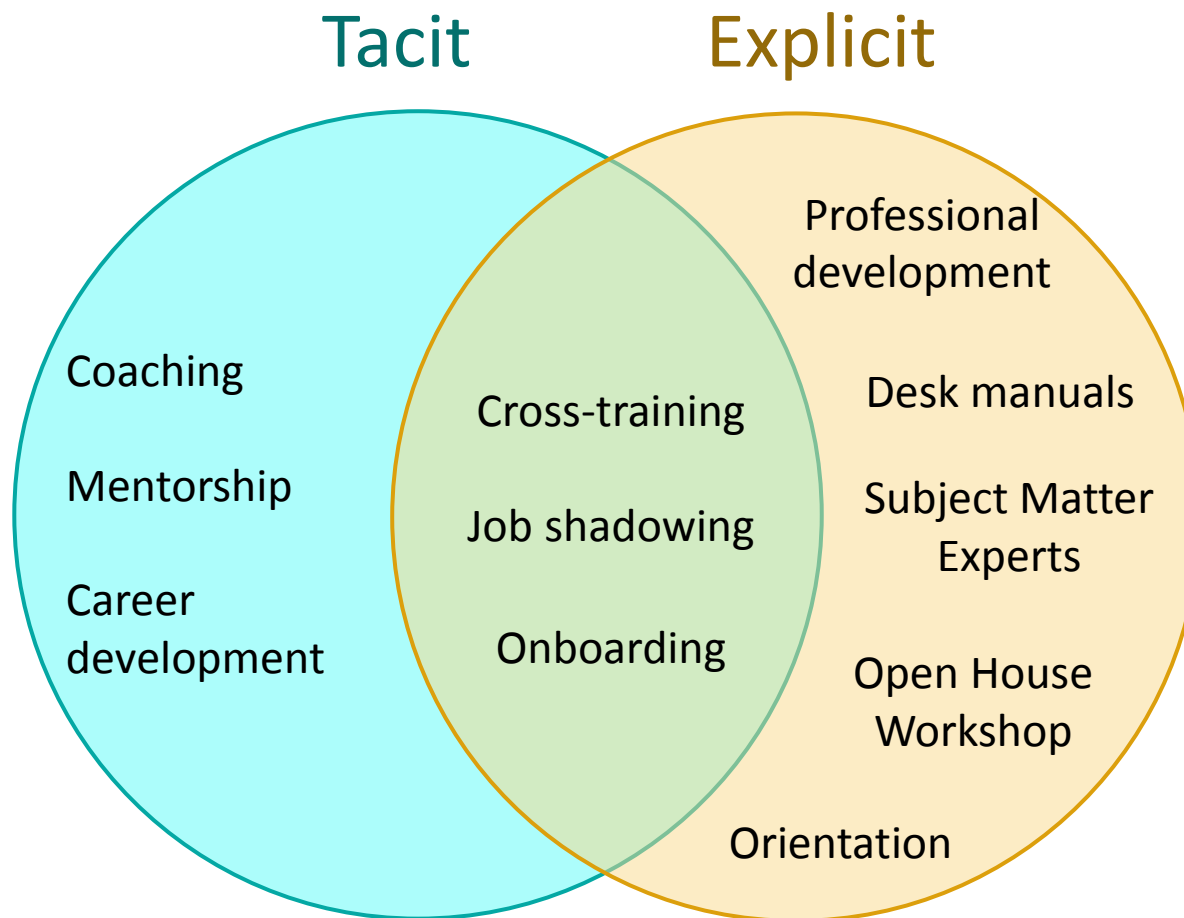 Tacit
Explicit
Coaching
Mentorship
Career
development
Cross-training
Job shadowing
Onboarding
Professional
development
Desk manuals
Subject Matter
Experts
Open House
Workshop
Orientation